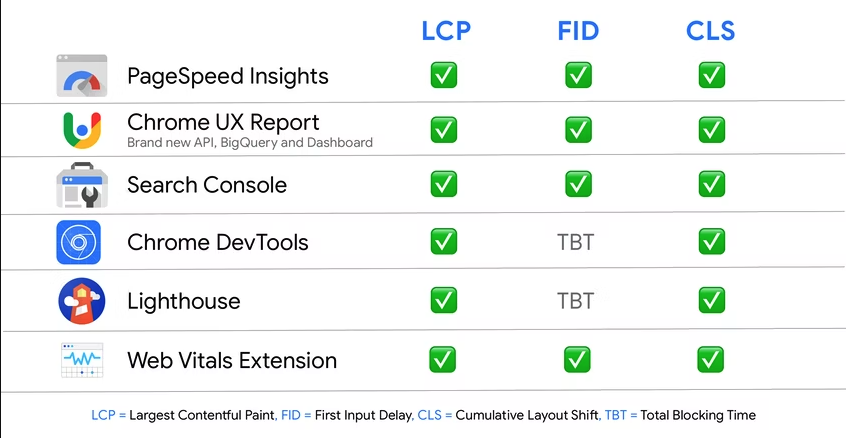 LCP FID CLS
PageSpeed Insights ✅ ✅ ✅
Chrome UX Report ✅ ✅ ✅
Brand new API, BigQuery and Dashboard
Search Console ✅ ✅ ✅
Chrome DevTools ✅ TBT ✅
Lighthouse ✅ TBT ✅
Web Vitals Extension ✅ ✅ ✅
LCP = Largest Contentful Paint, FID = First Input Delay, CLS = Cumulative Layout Shift, TBT = Total Blocking Time